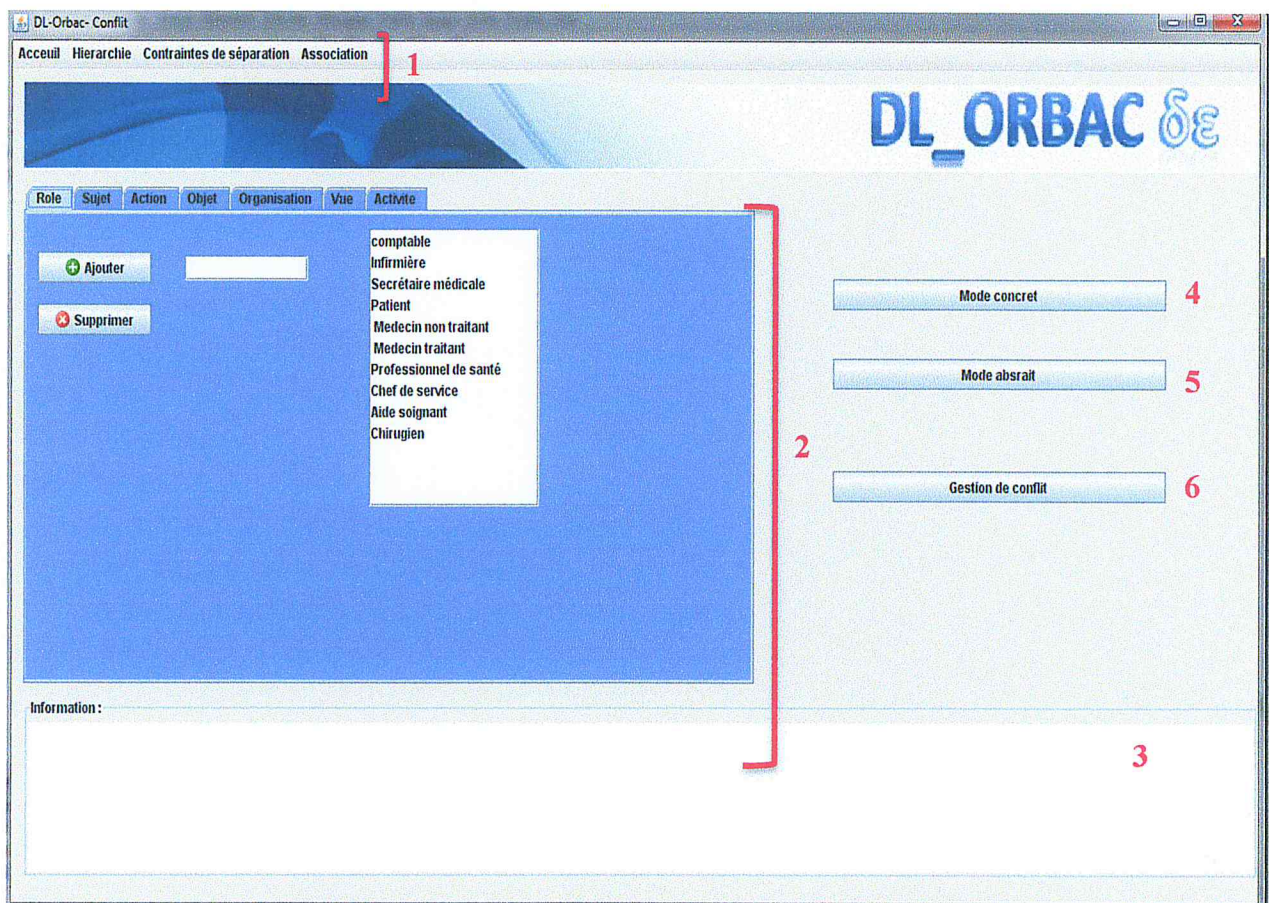 DL-Orbac- Conflit
Acceuil Hierarchie Contraintes de séparation Association
1
DL_ORBAC δε
Role Sujet Action Objet Organisation Vue Activite
Ajouter
Supprimer
comptable
Infirmière
Secrétaire médicale
Patient
Medecin non traitant
Medecin traitant
Professionnel de santé
Chef de service
Aide soignant
Chirugien
2
Mode concret 4
Mode absrait 5
Gestion de conflit 6
Information :
3